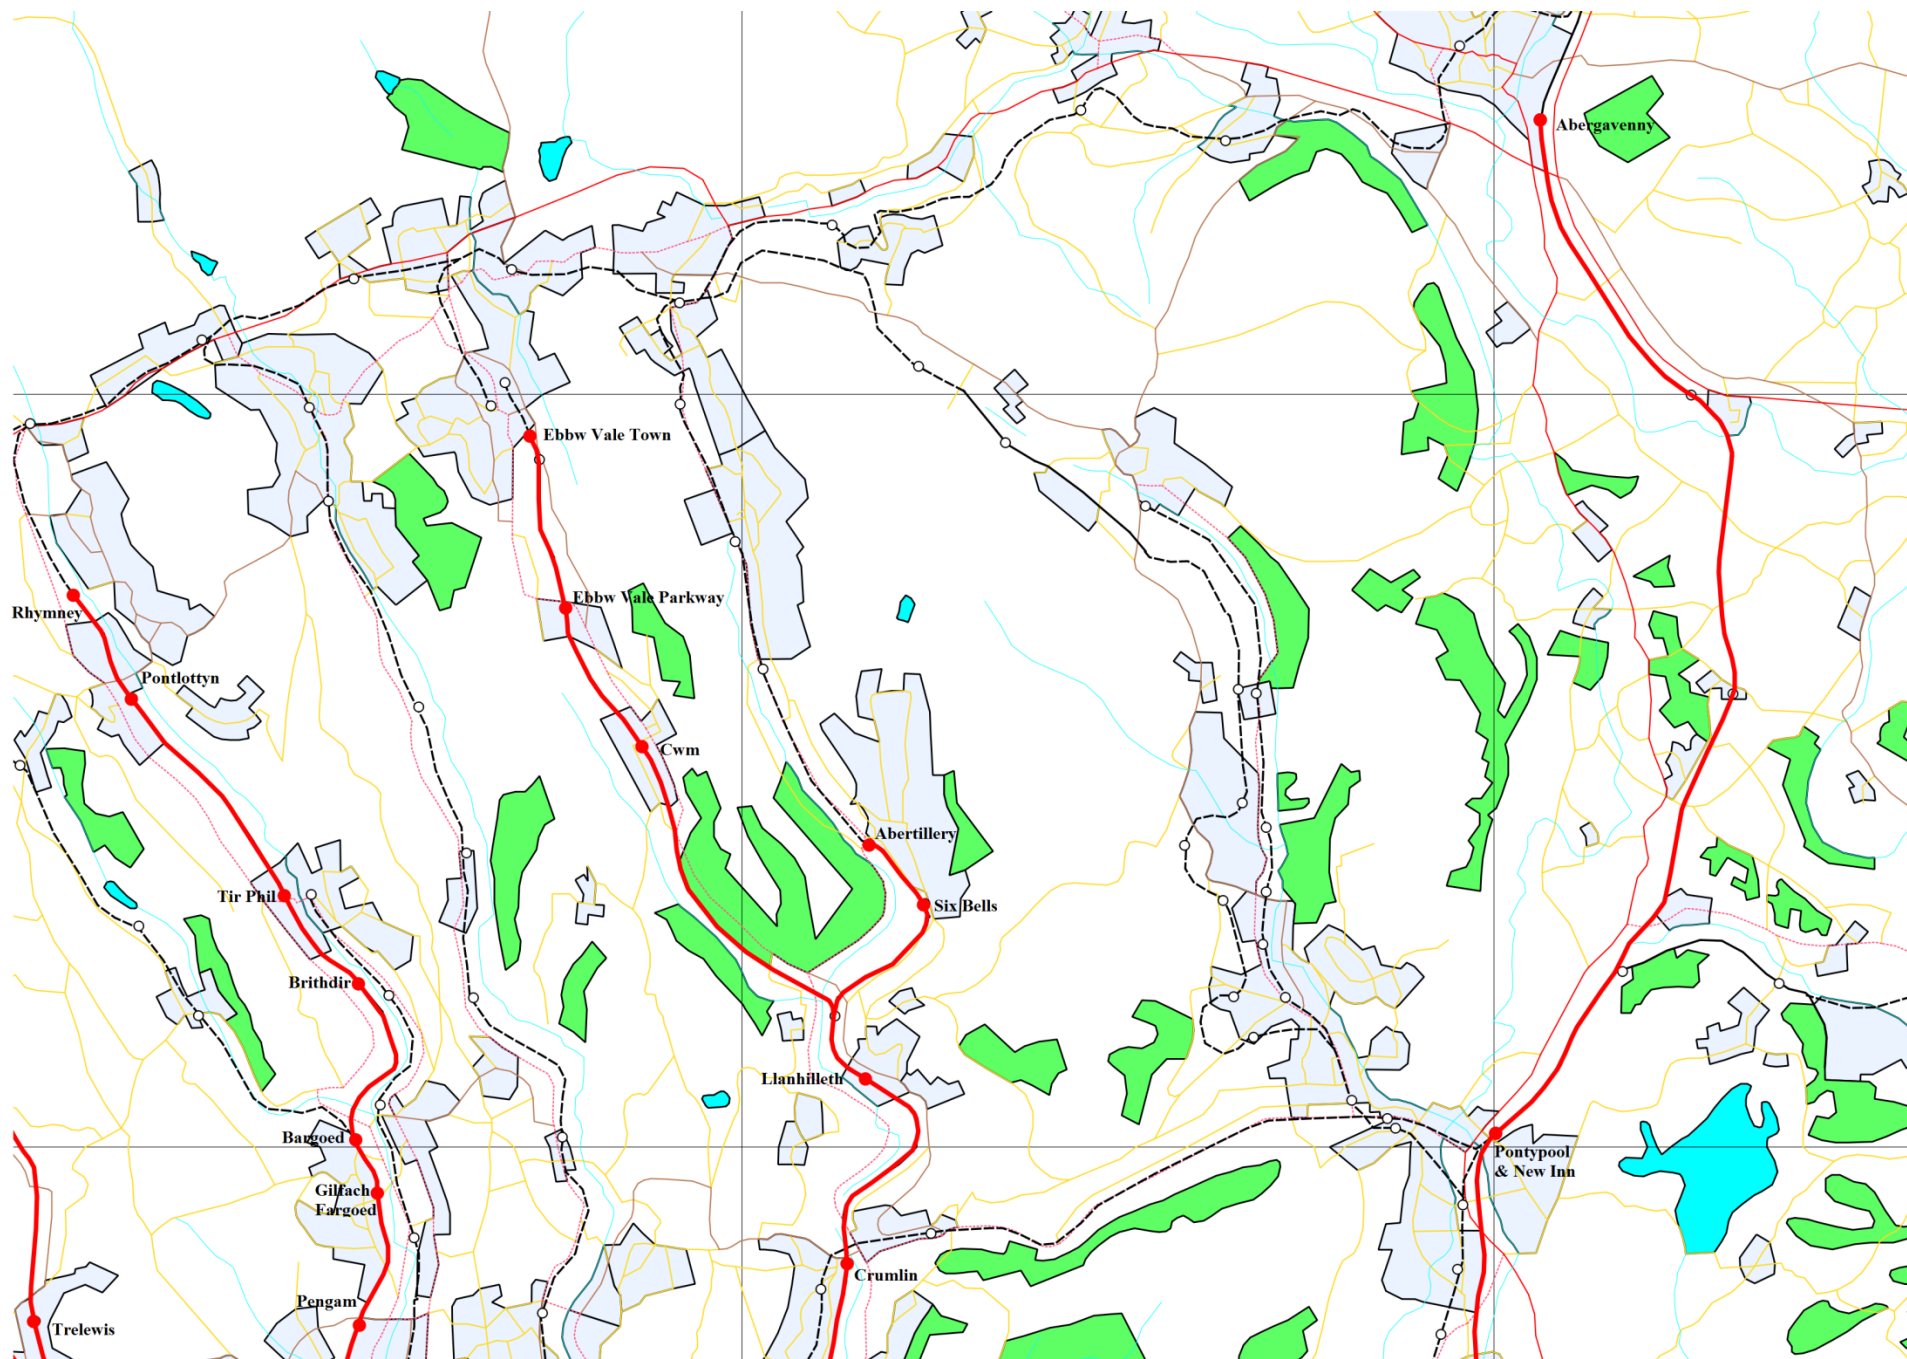 Abergavenny
Ebbw Vale Town
Ebbw Vale Parkway
Rhymney
Pontlottyn
Cwm
Abertillery
Tir Phil
Six Bells
Brithdir
Llanhilleth
Bargoed
Pontypool
& New Inn
Gilfach
Fargoed
Crumlin
Pengam
Trelewis